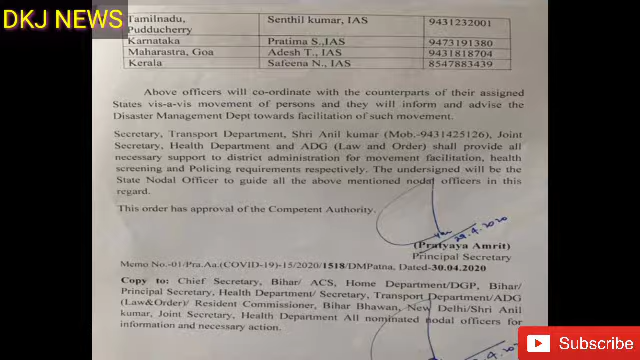 DKJ NEWS
Tamilnadu, Senthil kumar, IAS 9431232001
Pudducherry
Karnataka Pratima S.,IAS 9473191380
Maharastra, Goa Adesh T., IAS 9431818704
Kerala Safeena N., IAS 8547883439
Above officers will co-ordinate with the counterparts of their assigned
States vis-a-vis movement of persons and they will inform and advise the
Disaster Management Dept towards facilitation of such movement.
Secretary, Transport Department, Shri Anil kumar (Mob.-9431425126), Joint
Secretary, Health Department and ADG (Law and Order) shall provide all
necessary support to district administration for movement facilitation, health
screening and Policing requirements respectively. The undersigned will be the
State Nodal Officer to guide all the above mentioned nodal officers in this
regard.
This order has approval of the Competent Authority.
29.4.2020
(Pratyaya Amrit)
Principal Secretary
Memo No.-01/Pra.Aa.(COVID-19)-15/2020/1518/DMPatna, Dated-30.04.2020
Copy to: Chief Secretary, Bihar/ ACS, Home Department/DGP, Bihar/
Principal Secretary, Health Department/ Secretary, Transport Department/ADG
(Law&Order)/ Resident Commissioner, Bihar Bhawan, New Delhi/Shri Anil
kumar, Joint Secretary, Health Department All nominated nodal officers for
information and necessary action.
Subscribe